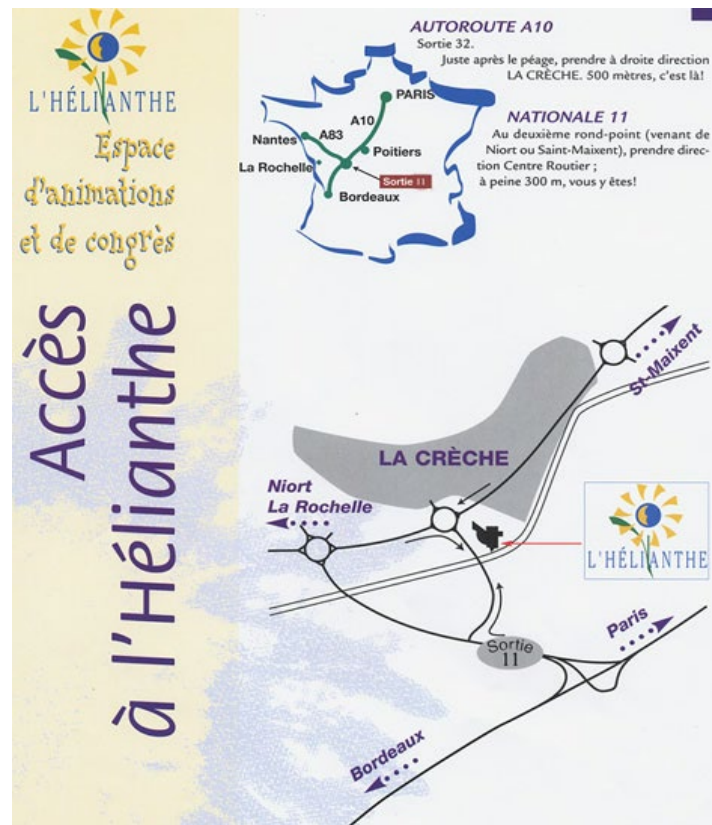 L'HÉLIANTHE
Espace
d'animations
et de congrès
Accès
à l'Hélianthe
AUTOROUTE A10
Sortie 32.
Juste après le péage, prendre à droite direction
LA CRÈCHE. 500 mètres, c'est là!
NATIONALE 11
Au deuxième rond-point (venant de
Niort ou Saint-Maixent), prendre direc-
tion Centre Routier ;
à peine 300 m, vous y êtes!
PARIS
A10
Nantes
A83
Poitiers
La Rochelle
Sortie 11
Bordeaux
St-Maixent
LA CRÈCHE
Niort
La Rochelle
L'HÉLIANTHE
Sortie
11
Paris
Bordeaux